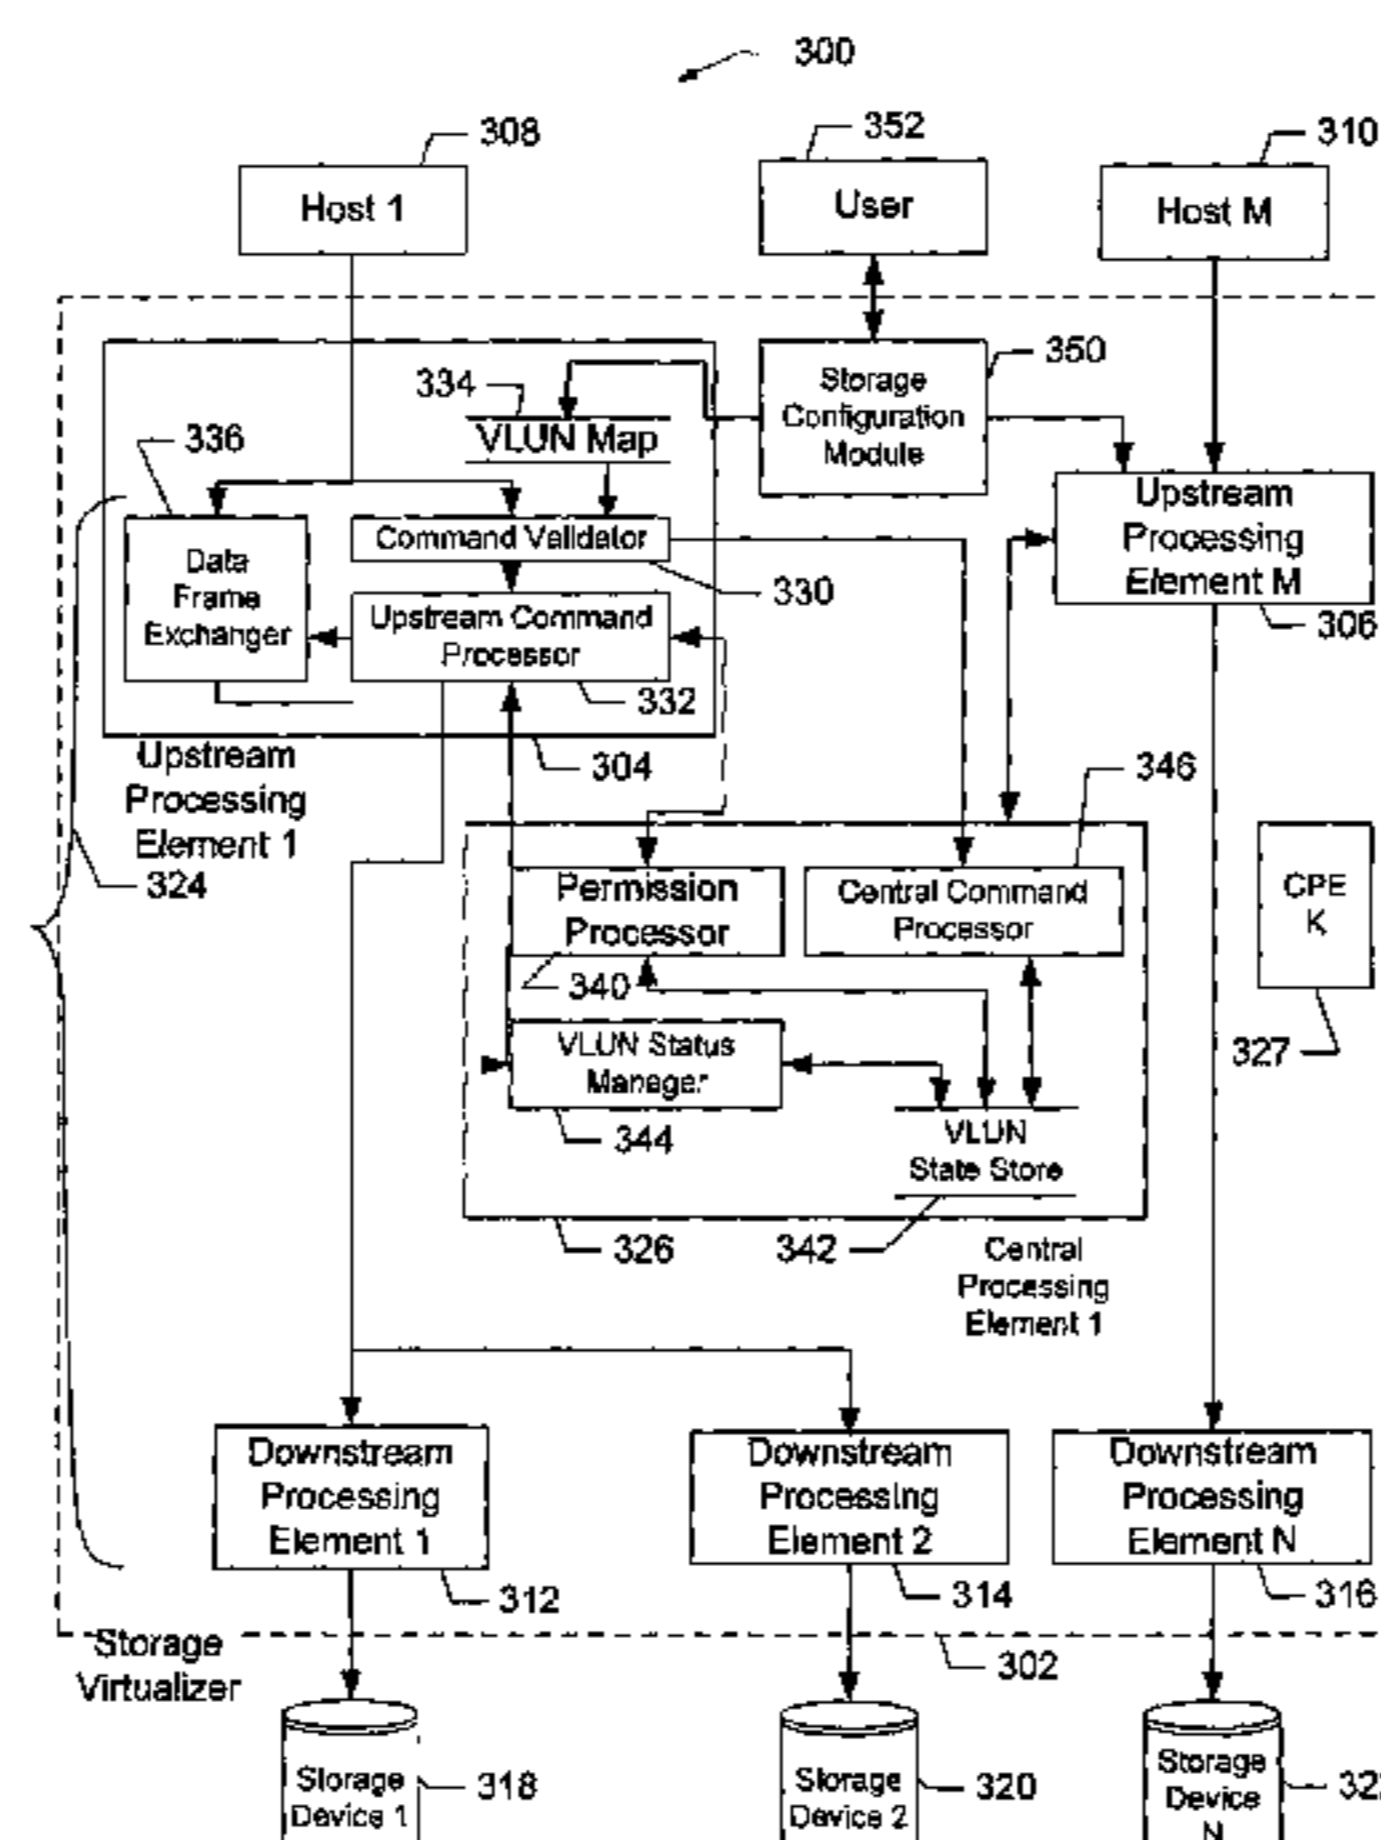 300
308
352
310
Host 1
User
Host M
334
350
VLUN Map
Storage
Configuration
Module
336
Data
Frame
Exchanger
Command Validator
330
Upstream Command
Processor
332
Upstream
Processing
Element M
306
304
Upstream
Processing
Element 1
324
346
Permission
Processor
340
Central Command
Processor
CPE
K
327
VLUN Status
Manager
344
VLUN
State Store
326
342
Central
Processing
Element 1
Downstream
Processing
Element 1
312
Downstream
Processing
Element 2
314
Downstream
Processing
Element N
316
Storage
Virtualizer
302
Storage
Device 1
318
Storage
Device 2
320
Storage
Device
N